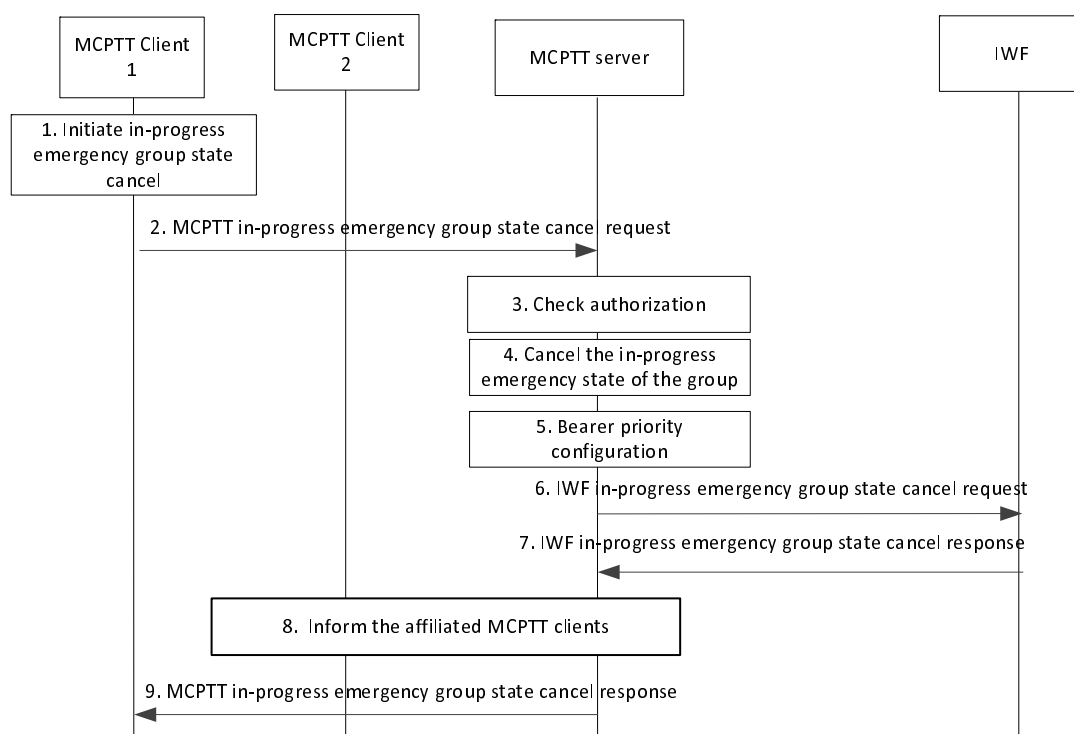 MCPTT Client
1
MCPTT Client
2
MCPTT server
IWF
1. Initiate in-progress
emergency group state
cancel
2. MCPTT in-progress emergency group state cancel request
3. Check authorization
4. Cancel the in-progress
emergency state of the group
5. Bearer priority
configuration
6. IWF in-progress emergency group state cancel request
7. IWF in-progress emergency group state cancel response
8. Inform the affiliated MCPTT clients
9. MCPTT in-progress emergency group state cancel response